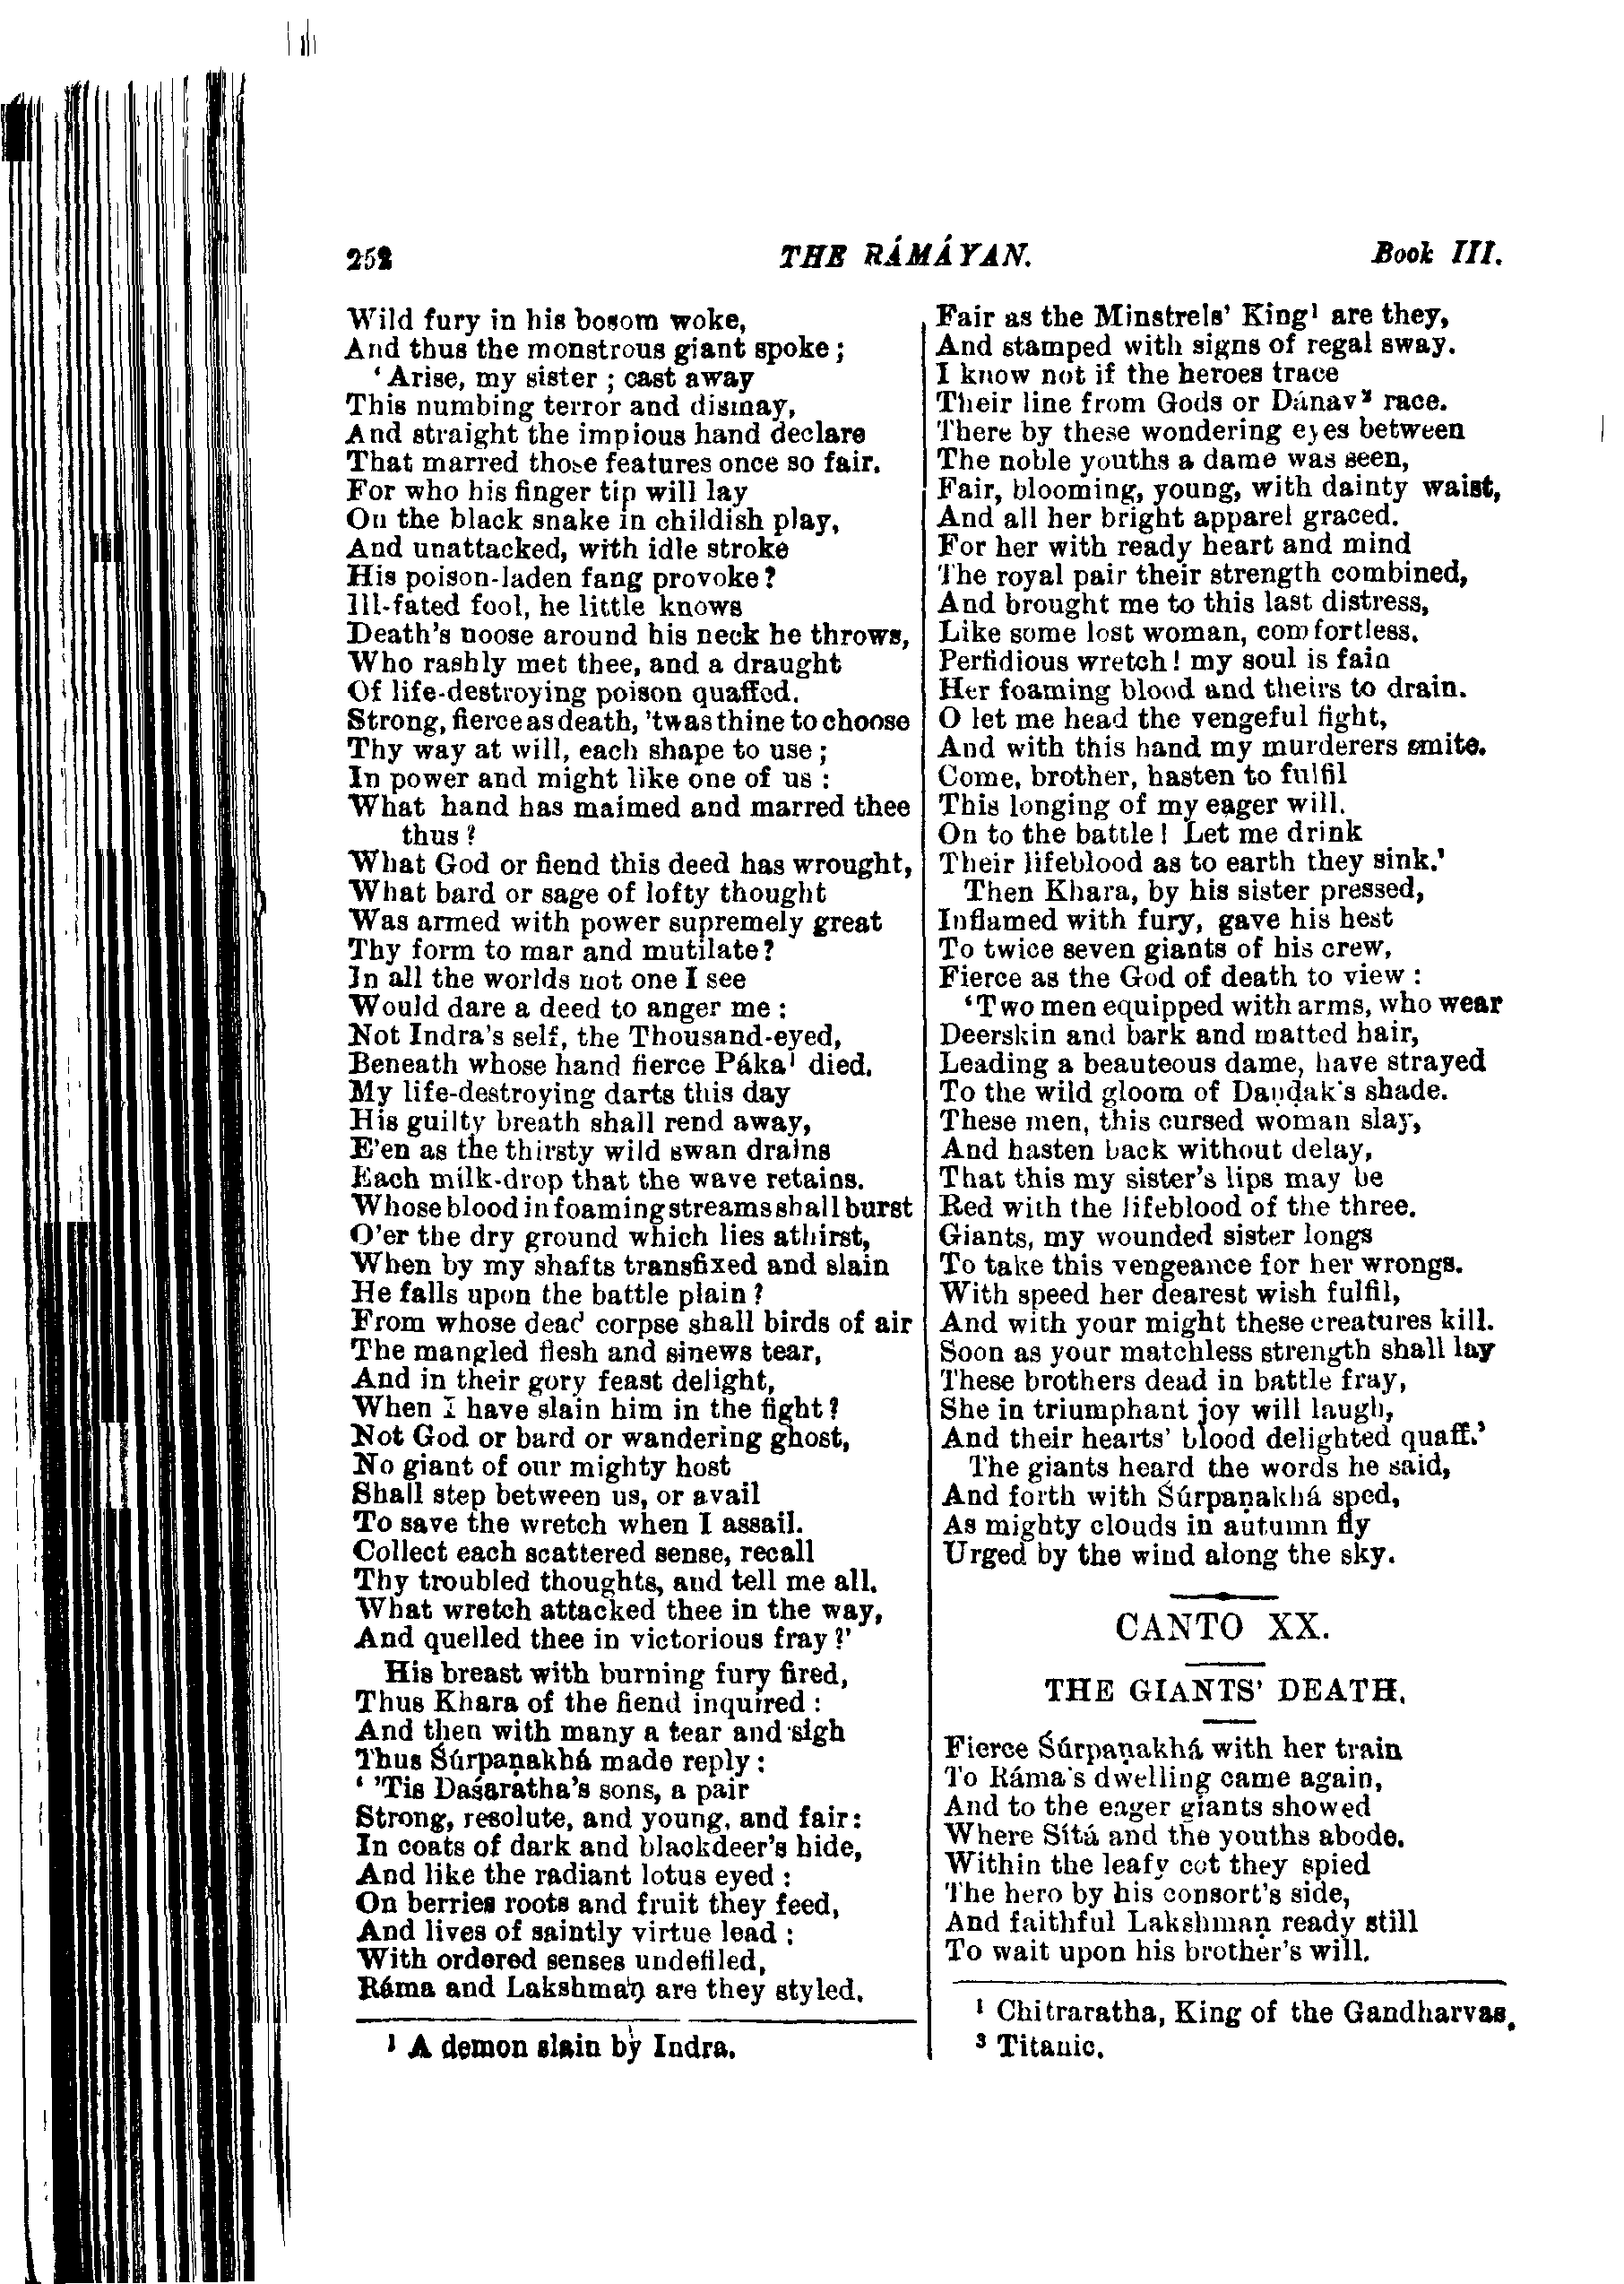 252
THE RÁMÁYAN.
Book III.
Wild fury in his bosom woke,
And thus the monstrous giant spoke;
‘Arise, my sister; cast away
This numbing terror and dismay,
And straight the impious hand declare
That marred those features once so fair.
For who his finger tip will lay
On the black snake in childish play,
And unattacked, with idle stroke
His poison-laden fang provoke?
Ill-fated fool, he little knows
Death's noose around his neck he throws,
Who rashly met thee, and a draught
Of life-destroying poison quaffed.
Strong, fierce as death, 'twas thine to choose
Thy way at will, each shape to use;
In power and might like one of us:
What hand has maimed and marred thee
thus?
What God or fiend this deed has wrought,
What bard or sage of lofty thought
Was armed with power supremely great
Thy form to mar and mutilate?
In all the worlds not one I see
Would dare a deed to anger me:
Not Indra's self, the Thousand-eyed,
Beneath whose hand fierce Páka¹ died.
My life-destroying darts this day
His guilty breath shall rend away,
E'en as the thirsty wild swan drains
Each milk-drop that the wave retains.
Whose blood in foaming streams shall burst
O'er the dry ground which lies athirst,
When by my shafts transfixed and slain
He falls upon the battle plain?
From whose dead corpse shall birds of air
The mangled flesh and sinews tear,
And in their gory feast delight,
When I have slain him in the fight?
Not God or bard or wandering ghost,
No giant of our mighty host
Shall step between us, or avail
To save the wretch when I assail.
Collect each scattered sense, recall
Thy troubled thoughts, and tell me all.
What wretch attacked thee in the way,
And quelled thee in victorious fray?’
His breast with burning fury fired,
Thus Khara of the fiend inquired:
And then with many a tear and sigh
Thus Śúrpaṇakhá made reply:
‘ 'Tis Daśaratha's sons, a pair
Strong, resolute, and young, and fair:
In coats of dark and blackdeer's hide,
And like the radiant lotus eyed:
On berries roots and fruit they feed,
And lives of saintly virtue lead:
With ordered senses undefiled,
Ráma and Lakshmaṇ are they styled.
¹ A demon slain by Indra.
Fair as the Minstrels' King¹ are they,
And stamped with signs of regal sway.
I know not if the heroes trace
Their line from Gods or Dánav² race.
There by these wondering eyes between
The noble youths a dame was seen,
Fair, blooming, young, with dainty waist,
And all her bright apparel graced.
For her with ready heart and mind
The royal pair their strength combined,
And brought me to this last distress,
Like some lost woman, comfortless.
Perfidious wretch! my soul is fain
Her foaming blood and theirs to drain.
O let me head the vengeful fight,
And with this hand my murderers smite.
Come, brother, hasten to fulfil
This longing of my eager will.
On to the battle! Let me drink
Their lifeblood as to earth they sink.’
Then Khara, by his sister pressed,
Inflamed with fury, gave his hest
To twice seven giants of his crew,
Fierce as the God of death to view:
‘Two men equipped with arms, who wear
Deerskin and bark and matted hair,
Leading a beauteous dame, have strayed
To the wild gloom of Daṇḍak's shade.
These men, this cursed woman slay,
And hasten back without delay,
That this my sister's lips may be
Red with the lifeblood of the three.
Giants, my wounded sister longs
To take this vengeance for her wrongs.
With speed her dearest wish fulfil,
And with your might these creatures kill.
Soon as your matchless strength shall lay
These brothers dead in battle fray,
She in triumphant joy will laugh,
And their hearts' blood delighted quaff.’
The giants heard the words he said,
And forth with Śúrpaṇakhá sped,
As mighty clouds in autumn fly
Urged by the wind along the sky.
CANTO XX.
THE GIANTS' DEATH.
Fierce Śúrpaṇakhá with her train
To Ráma's dwelling came again,
And to the eager giants showed
Where Sítá and the youths abode.
Within the leafy cot they spied
The hero by his consort's side,
And faithful Lakshmaṇ ready still
To wait upon his brother's will.
¹ Chitraratha, King of the Gandharvas.
³ Titanic.